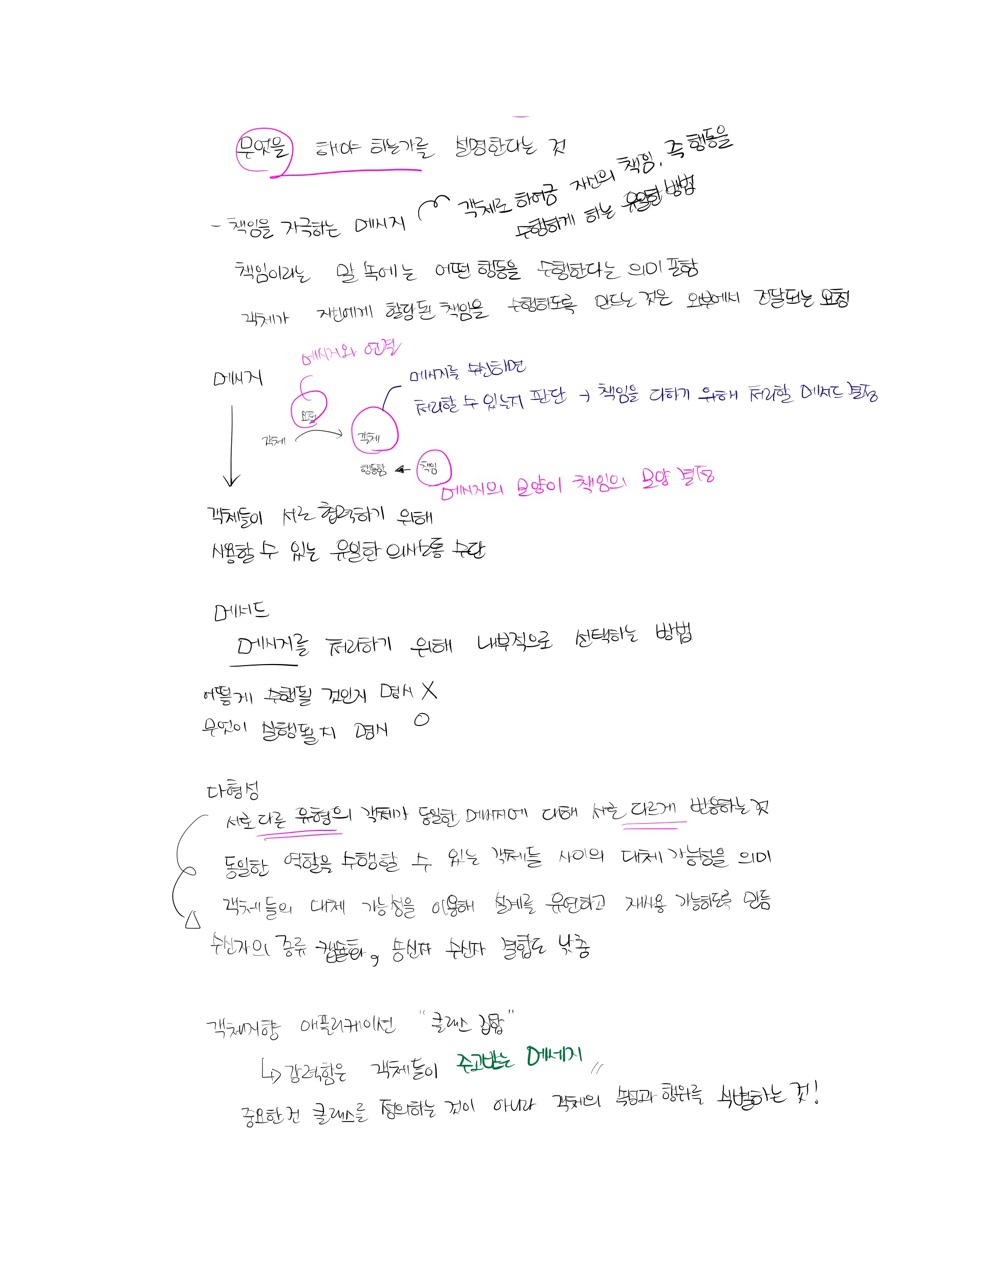 무엇을 해야 하는가를 설명한다는 것
- 책임을 자극하는 메시지
객체로 하여금 자신의 책임, 즉 행동을
수행하게 하는 유일한 방법
책임이라는 말 속에는 어떤 행동을 수행한다는 의미 포함
객체가 자신에게 할당된 책임을 수행하도록 만드는 것은 외부에서 전달되는 요청
메시지와 연결
메시지
메시지를 수신하면
처리할 수 있는지 판단 → 책임을 다하기 위해 처리할 메서드 결정
요청
객체
객체
행동함 ← 책임
메시지의 모양이 책임의 모양 결정
객체들이 서로 협력하기 위해
사용할 수 있는 유일한 의사소통 수단
메서드
메시지를 처리하기 위해 내부적으로 선택하는 방법
어떻게 수행될 것인지 명시 X
무엇이 실행될지 명시 O
다형성
서로 다른 유형의 객체가 동일한 메시지에 대해 서로 다르게 반응하는 것
동일한 역할을 수행할 수 있는 객체들 사이의 대체 가능성을 의미
객체들의 대체 가능성을 이용해 설계를 유연하고 재사용 가능하도록 만듬
수신자의 종류 캡슐화, 송신자 수신자 결합도 낮춤
객체지향 애플리케이션 "클래스 집합"
↳ 강력함은 객체들이 주고받는 메세지 "
중요한건 클래스를 정의하는 것이 아니라 객체의 속성과 행위를 식별하는 것!